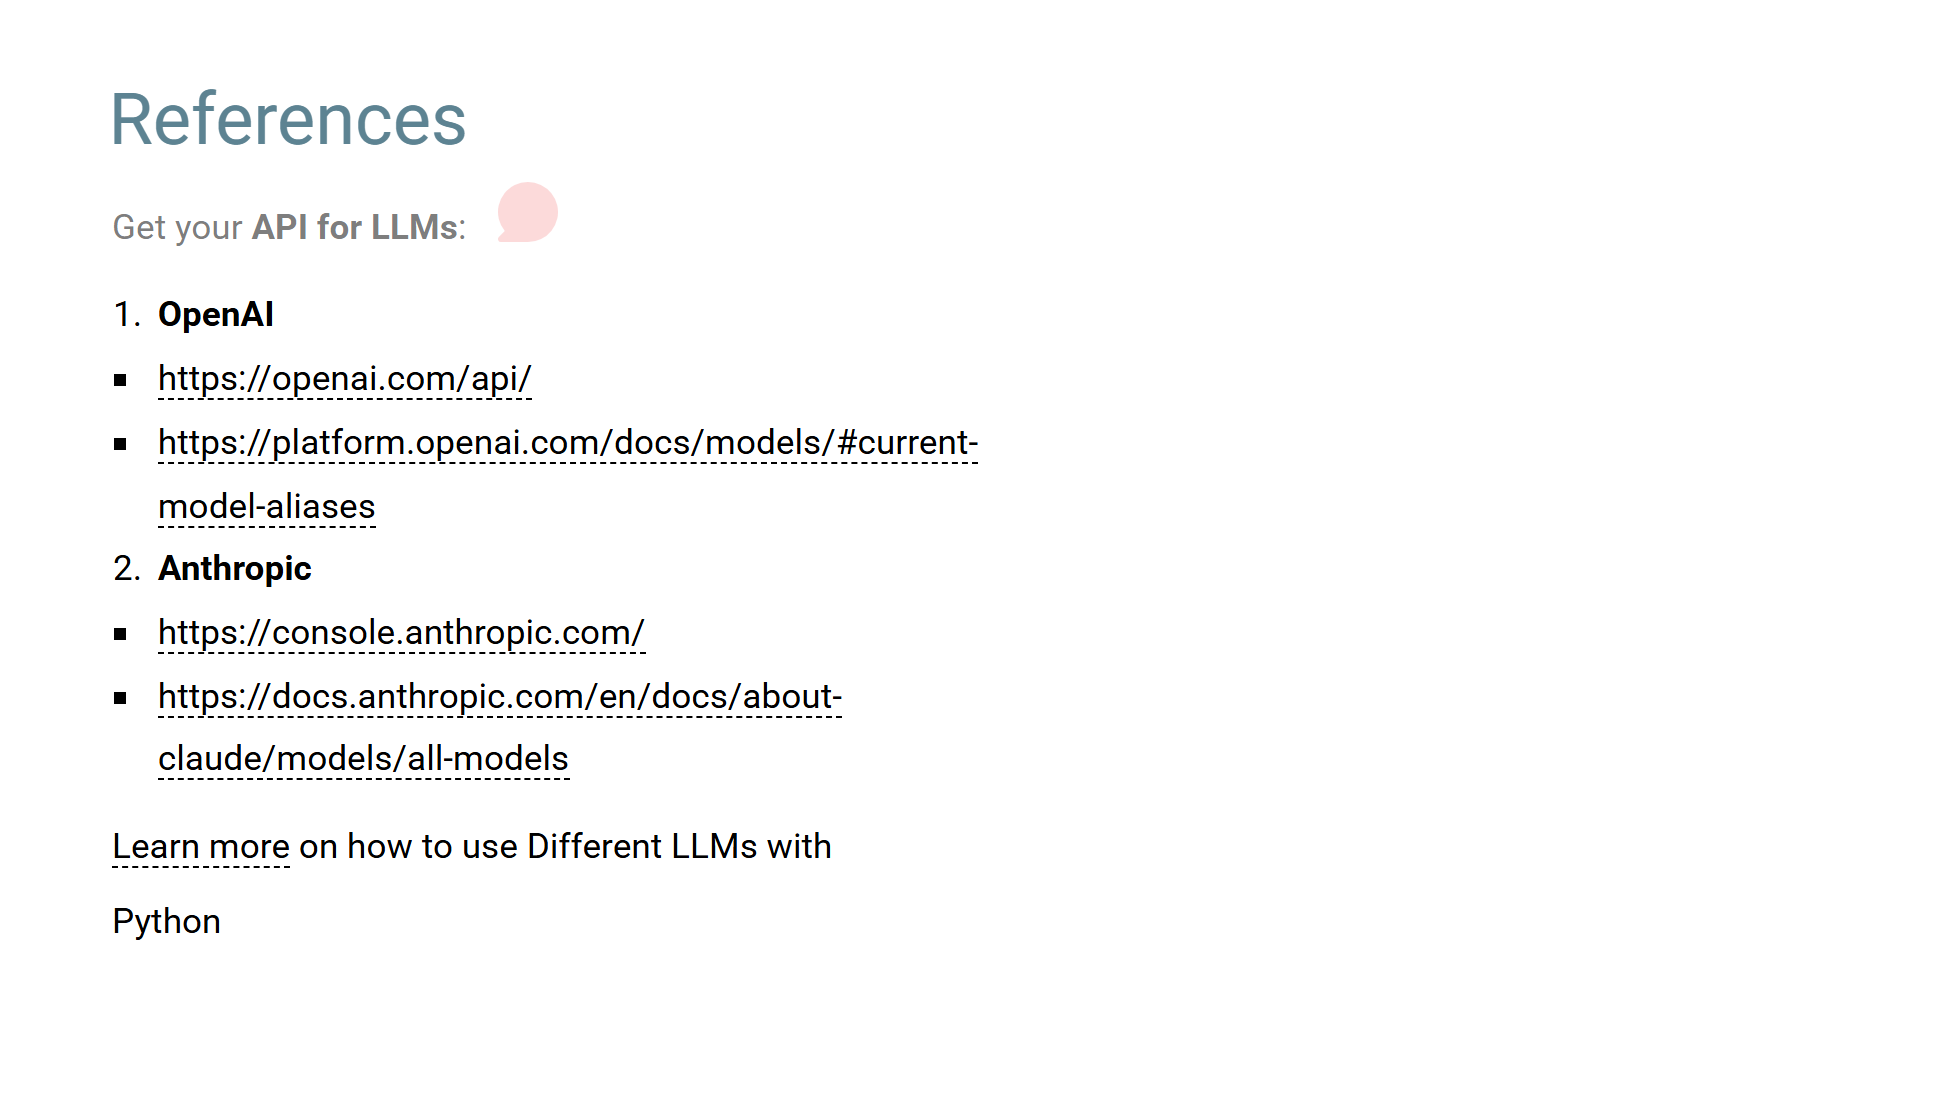 References
Get your API for LLMs:
1. OpenAI
▪ https://openai.com/api/
▪ https://platform.openai.com/docs/models/#current-
model-aliases
2. Anthropic
▪ https://console.anthropic.com/
▪ https://docs.anthropic.com/en/docs/about-
claude/models/all-models
Learn more on how to use Different LLMs with
Python